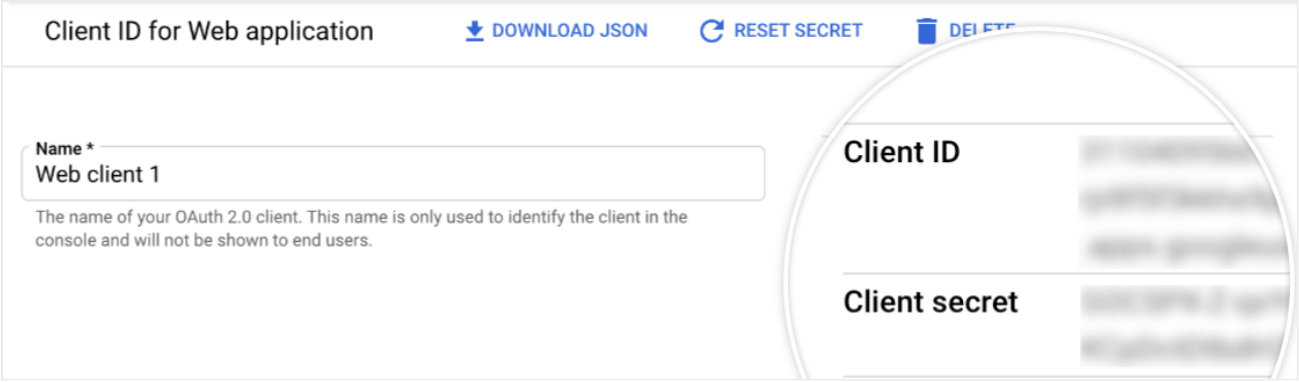 Client ID for Web application
DOWNLOAD JSON
RESET SECRET
DELETE
Name *
Web client 1
The name of your OAuth 2.0 client. This name is only used to identify the client in the
console and will not be shown to end users.
Client ID
Client secret